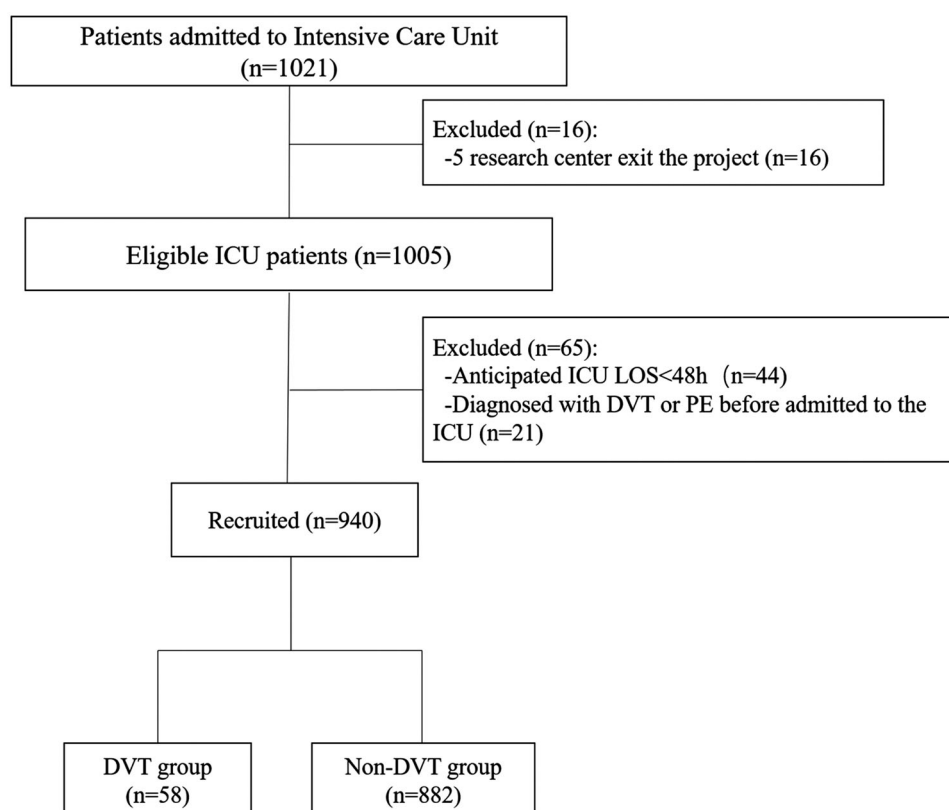 Patients admitted to Intensive Care Unit
(n=1021)
Excluded (n=16):
-5 research center exit the project (n=16)
Eligible ICU patients (n=1005)
Excluded (n=65):
-Anticipated ICU LOS<48h（n=44)
-Diagnosed with DVT or PE before admitted to the
ICU (n=21)
Recruited (n=940)
DVT group
(n=58)
Non-DVT group
(n=882)